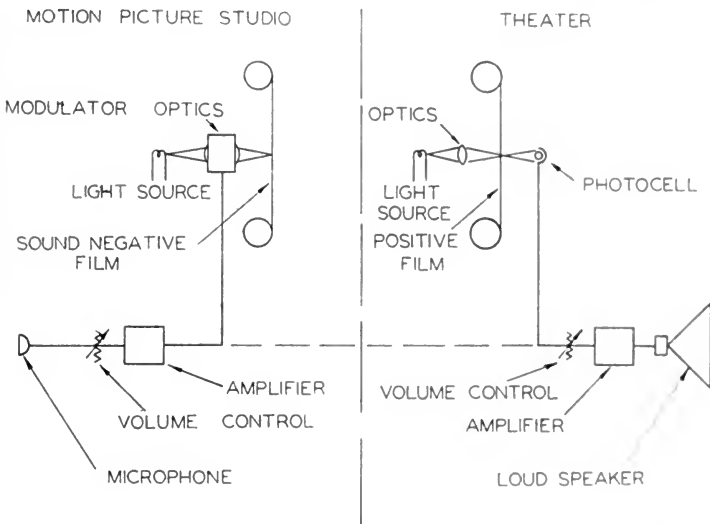 MOTION PICTURE STUDIO
MODULATOR OPTICS
LIGHT SOURCE
SOUND NEGATIVE
FILM
AMPLIFIER
VOLUME CONTROL
MICROPHONE
THEATER
OPTICS
PHOTOCELL
LIGHT
SOURCE
POSITIVE
FILM
VOLUME CONTROL
AMPLIFIER
LOUD SPEAKER